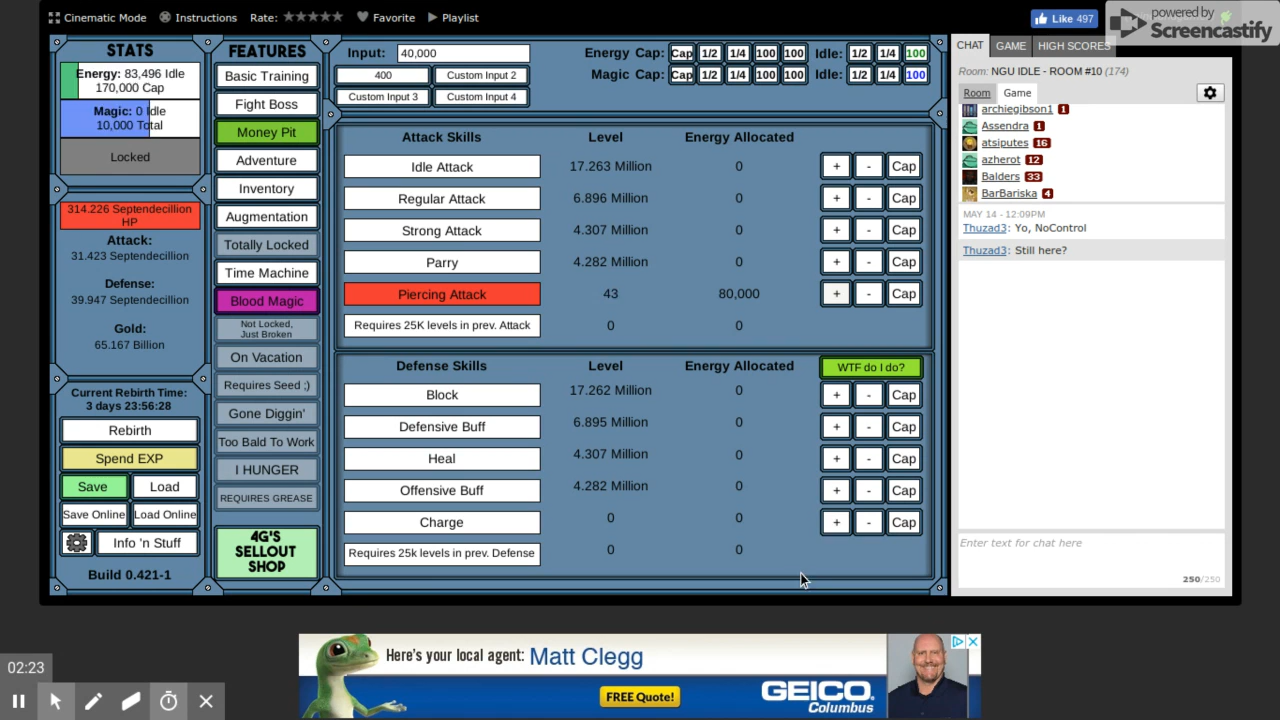 Cinematic Mode
Instructions
Rate:
Favorite
Playlist
Like 497
powered by
Screencastify
STATS
Energy: 83,496 Idle
170,000 Cap
Magic: 0 Idle
10,000 Total
Locked
314.226 Septendecillion
HP
Attack:
31.423 Septendecillion
Defense:
39.947 Septendecillion
Gold:
65.167 Billion
Current Rebirth Time:
3 days 23:56:28
Rebirth
Spend EXP
Save
Load
Save Online
Load Online
Info 'n Stuff
Build 0.421-1
FEATURES
Basic Training
Fight Boss
Money Pit
Adventure
Inventory
Augmentation
Totally Locked
Time Machine
Blood Magic
Not Locked,
Just Broken
On Vacation
Requires Seed ;)
Gone Diggin'
Too Bald To Work
I HUNGER
REQUIRES GREASE
4G'S
SELLOUT
SHOP
Input: 40,000
400
Custom Input 2
Custom Input 3
Custom Input 4
Energy Cap: Cap 1/2 1/4 100 100 Idle: 1/2 1/4 100
Magic Cap: Cap 1/2 1/4 100 100 Idle: 1/2 1/4 100
Attack Skills Level Energy Allocated
Idle Attack 17.263 Million 0 + - Cap
Regular Attack 6.896 Million 0 + - Cap
Strong Attack 4.307 Million 0 + - Cap
Parry 4.282 Million 0 + - Cap
Piercing Attack 43 80,000 + - Cap
Requires 25K levels in prev. Attack 0 0
Defense Skills Level Energy Allocated WTF do I do?
Block 17.262 Million 0 + - Cap
Defensive Buff 6.895 Million 0 + - Cap
Heal 4.307 Million 0 + - Cap
Offensive Buff 4.282 Million 0 + - Cap
Charge 0 0 + - Cap
Requires 25k levels in prev. Defense 0 0
CHAT GAME HIGH SCORES
Room: NGU IDLE - ROOM #10 (174)
Room Game
archiegibson1 1
Assendra 1
atsiputes 16
azherot 12
Balders 33
BarBariska 4
MAY 14 - 12:09PM
Thuzad3: Yo, NoControl
Thuzad3: Still here?
Enter text for chat here
250/250
02:23
Here's your local agent: Matt Clegg
FREE Quote!
GEICO
Columbus